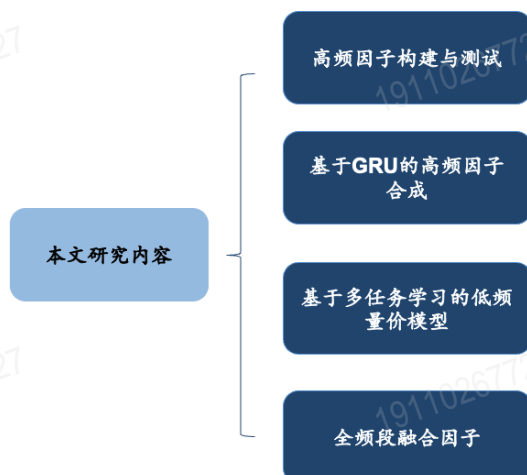 高频因子构建与测试
基于GRU的高频因子
合成
本文研究内容
基于多任务学习的低频
量价模型
全频段融合因子